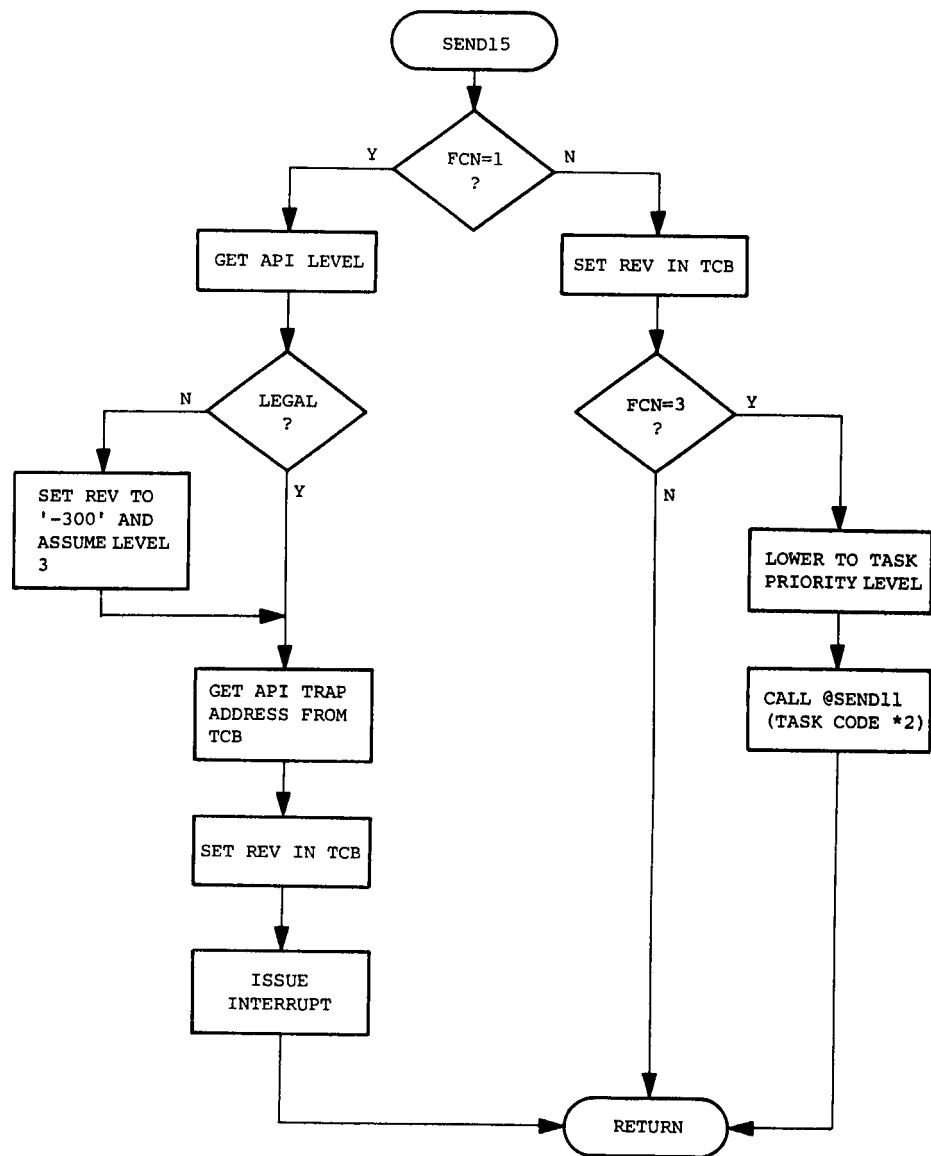 SEND15
FCN=1
?
Y
N
GET API LEVEL
SET REV IN TCB
LEGAL
?
N
Y
FCN=3
?
Y
N
SET REV TO
'-300' AND
ASSUME LEVEL
3
LOWER TO TASK
PRIORITY LEVEL
GET API TRAP
ADDRESS FROM
TCB
CALL @SEND11
(TASK CODE *2)
SET REV IN TCB
ISSUE
INTERRUPT
RETURN